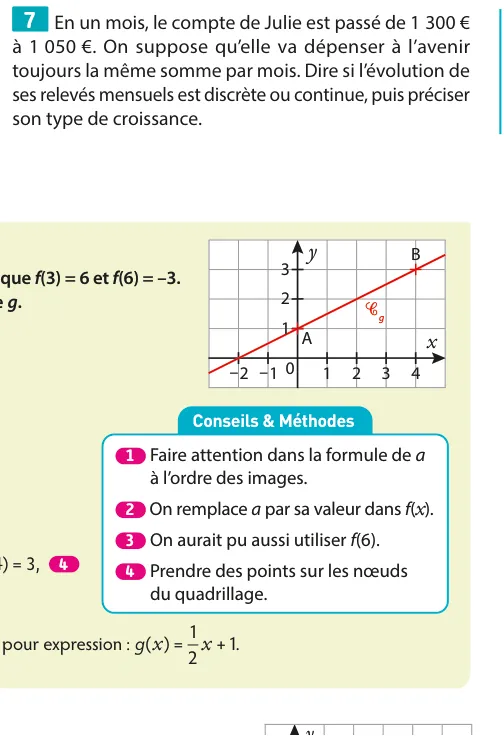 7 En un mois, le compte de Julie est passé de 1 300 €
à 1 050 €. On suppose qu'elle va dépenser à l'avenir
toujours la même somme par mois. Dire si l'évolution de
ses relevés mensuels est discrète ou continue, puis préciser
son type de croissance.
que f(3) = 6 et f(6) = –3.
e g.
y
B
3
2
1
A
𝒞g
x
–2 –1 0 1 2 3 4
Conseils & Méthodes
1 Faire attention dans la formule de a
à l'ordre des images.
2 On remplace a par sa valeur dans f(x).
3 On aurait pu aussi utiliser f(6).
4) = 3, 4
4 Prendre des points sur les nœuds
du quadrillage.
pour expression : g(x) = 1/2 x + 1.
y